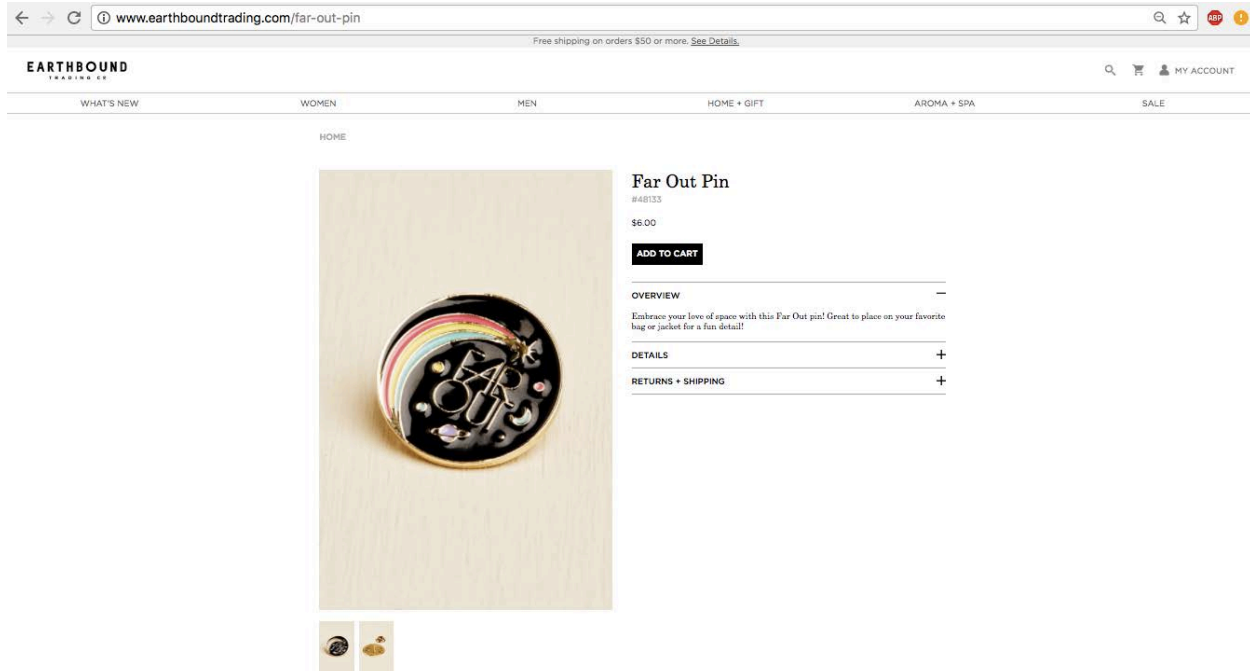 www.earthboundtrading.com/far-out-pin
ABP
Free shipping on orders $50 or more. See Details.
EARTHBOUND
TRADING CO
MY ACCOUNT
WHAT'S NEW WOMEN MEN HOME + GIFT AROMA + SPA SALE
HOME
Far Out Pin
#48133
$6.00
ADD TO CART
OVERVIEW
Embrace your love of space with this Far Out pin! Great to place on your favorite
bag or jacket for a fun detail!
DETAILS
RETURNS + SHIPPING
FAR
OUT